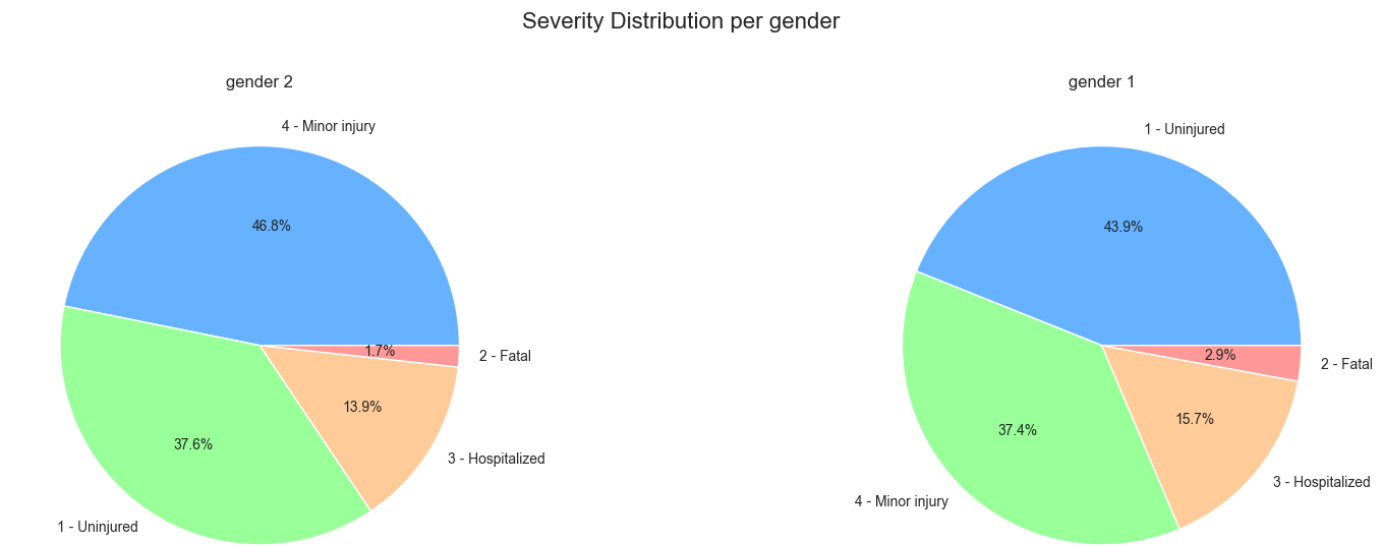 Severity Distribution per gender
gender 2
4 - Minor injury
46.8%
1.7%
2 - Fatal
13.9%
37.6%
3 - Hospitalized
1 - Uninjured
gender 1
1 - Uninjured
43.9%
2.9%
2 - Fatal
15.7%
37.4%
3 - Hospitalized
4 - Minor injury